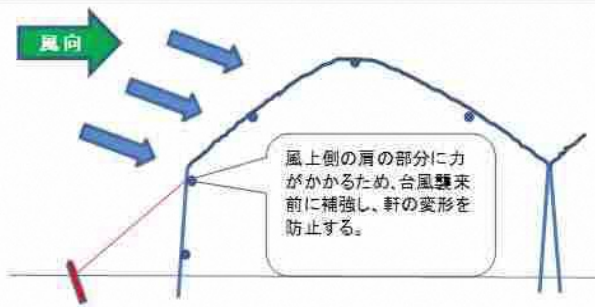 風向
風上側の肩の部分に力
がかかるため、台風襲来
前に補強し、軒の変形を
防止する。